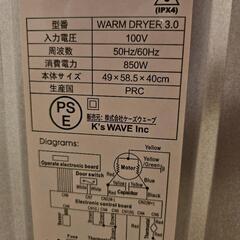 (IPX4)
型番 WARM DRYER 3.0
入力電圧 100V
周波数 50Hz/60Hz
消費電力 850W
本体サイズ 49×58.5×40cm
生産国 PRC
PS
E
販売元: 株式会社ケーズウェーブ
K's WAVE Inc
Diagrams:
Yellow/Green
Operate electronic board
Motor
Door switch
Yellow
Yellow
Blue
Red
Capacitor
Electronic control board
Fuse